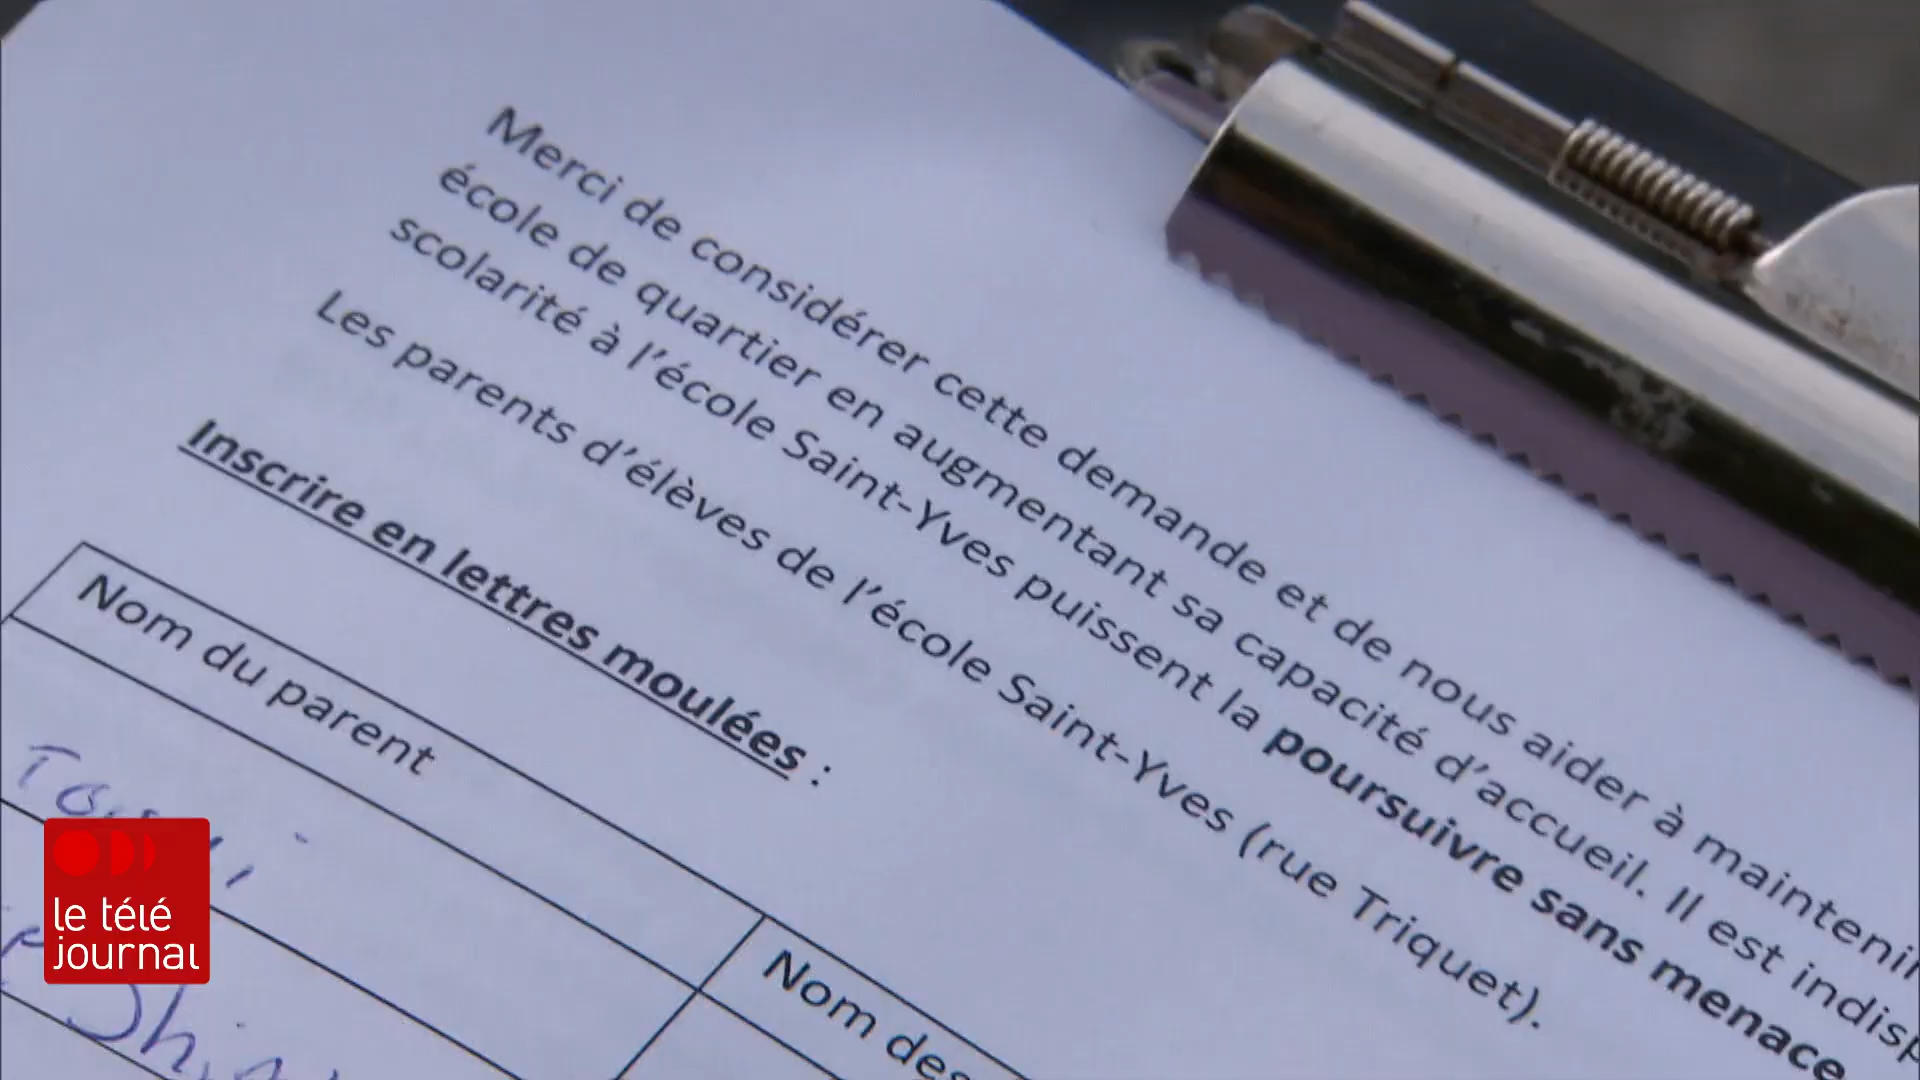 Merci de considérer cette demande et de nous aider à maintenir
école de quartier en augmentant sa capacité d'accueil. Il est
scolarité à l'école Saint-Yves puissent la poursuivre sans menace
Les parents d'élèves de l'école Saint-Yves (rue Triquet).
Inscrire en lettres moulées :
Nom du parent
Nom des
le télé
journal